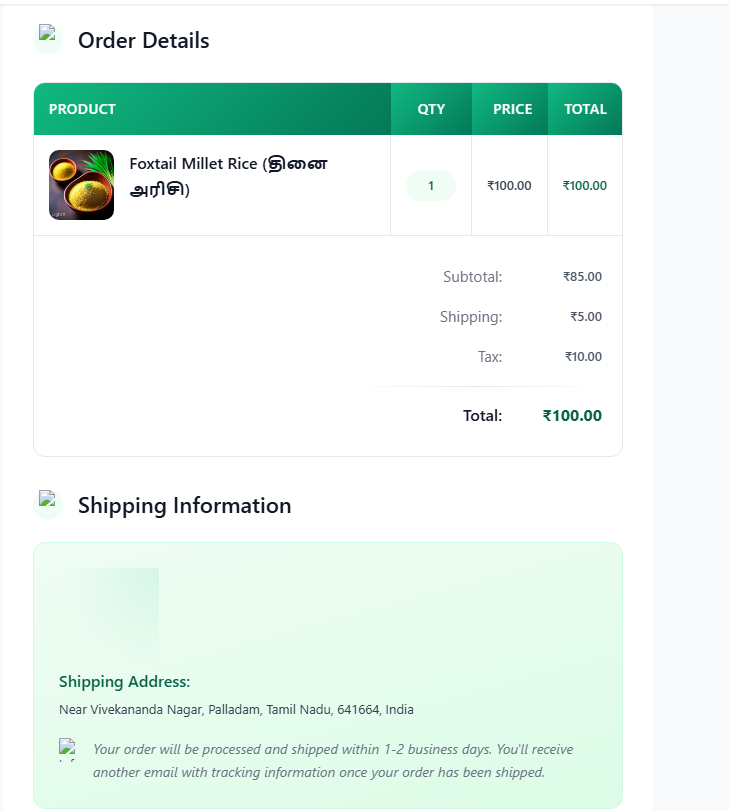 Order Details
PRODUCT QTY PRICE TOTAL
Foxtail Millet Rice (தினை
அரிசி)
1 ₹100.00 ₹100.00
Subtotal: ₹85.00
Shipping: ₹5.00
Tax: ₹10.00
Total: ₹100.00
Shipping Information
Shipping Address:
Near Vivekananda Nagar, Palladam, Tamil Nadu, 641664, India
Your order will be processed and shipped within 1-2 business days. You'll receive
another email with tracking information once your order has been shipped.